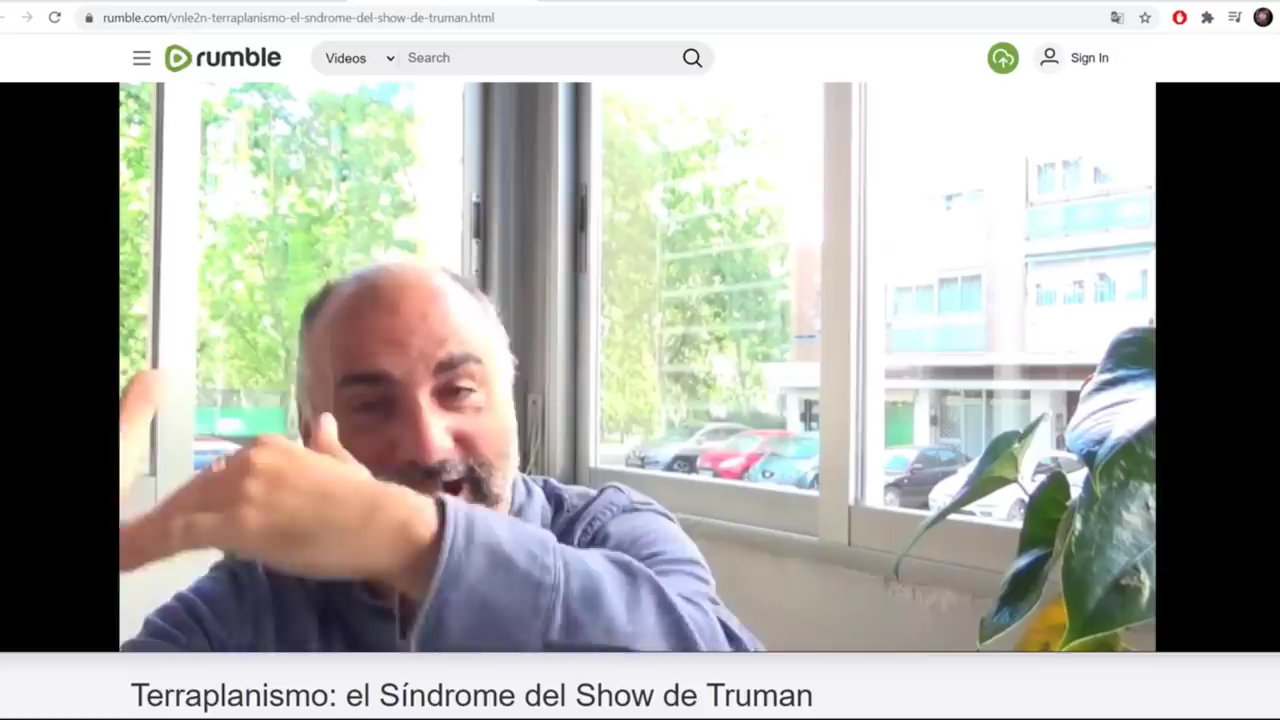 rumble.com/vnle2n-terraplanismo-el-sndrome-del-show-de-truman.html
rumble
Videos
Search
Sign In
Terraplanismo: el Síndrome del Show de Truman